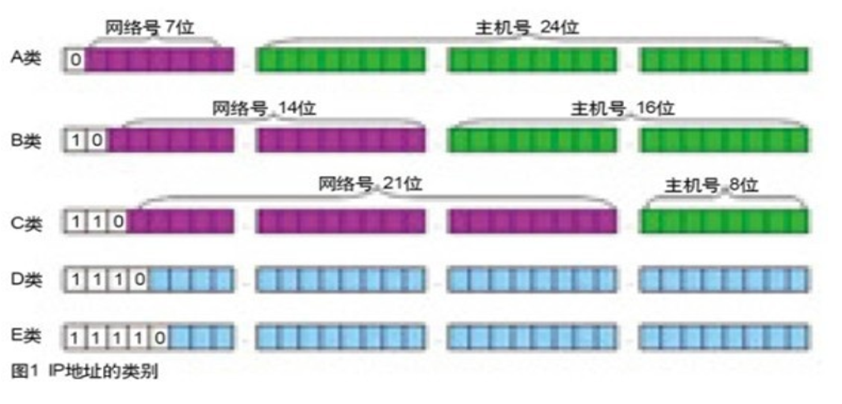 网络号 7位 主机号 24位
A类 0
网络号 14位 主机号 16位
B类 1 0
网络号 21位 主机号 8位
C类 1 1 0
D类 1 1 1 0
E类 1 1 1 1 0
图1 IP地址的类别